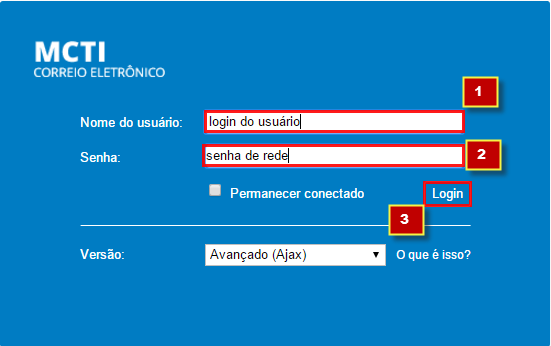 MCTI
CORREIO ELETRÔNICO
1
Nome do usuário: login do usuário
Senha: senha de rede 2
Permanecer conectado Login
3
Versão: Avançado (Ajax) O que é isso?